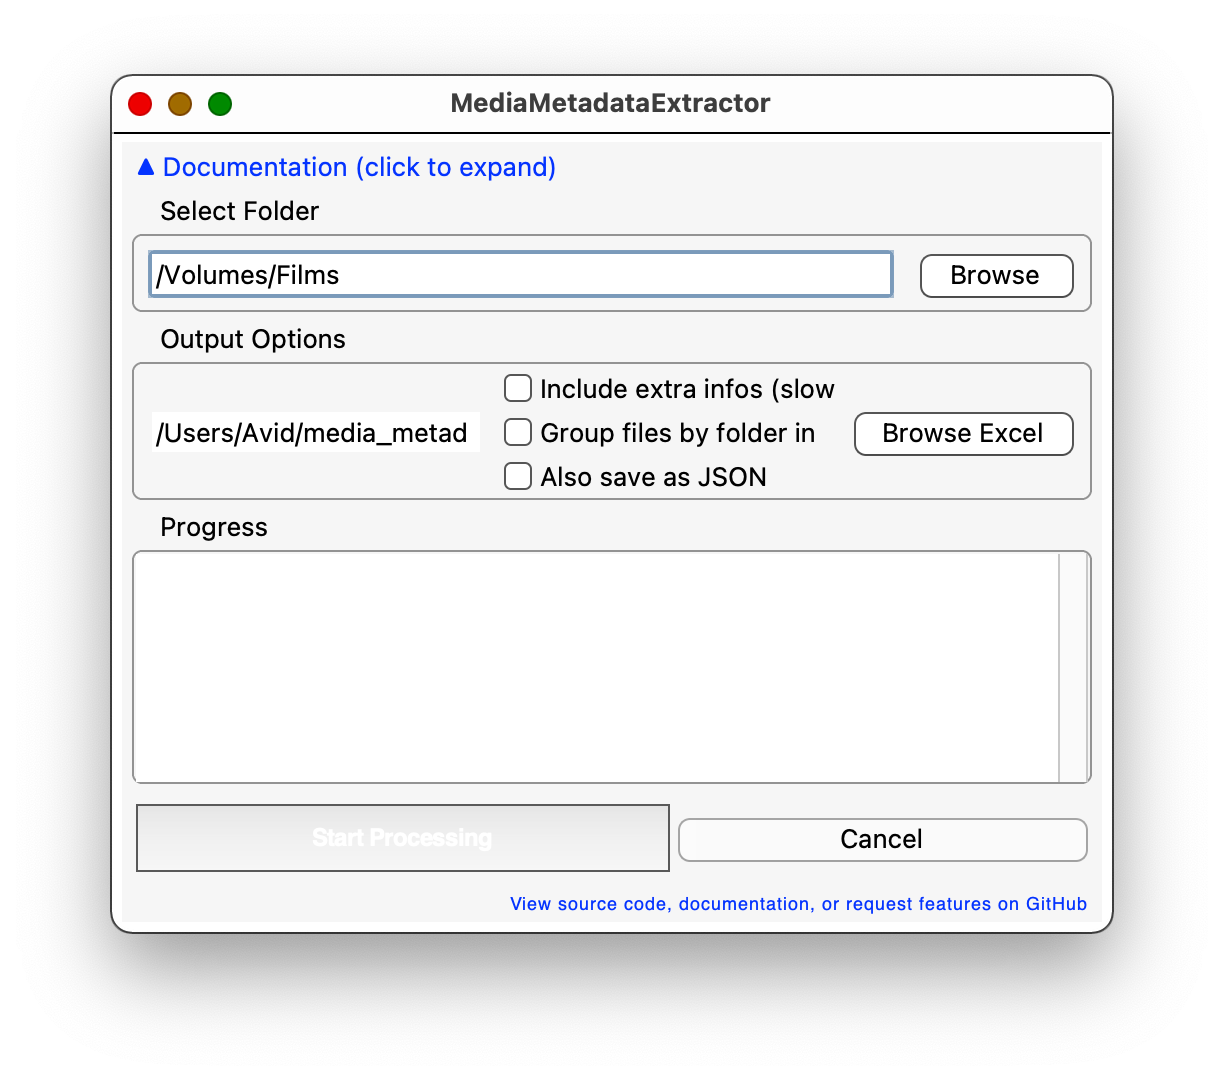 MediaMetadataExtractor
▲ Documentation (click to expand)
Select Folder
/Volumes/Films
Browse
Output Options
Include extra infos (slow
/Users/Avid/media_metad
Group files by folder in
Browse Excel
Also save as JSON
Progress
Start Processing
Cancel
View source code, documentation, or request features on GitHub